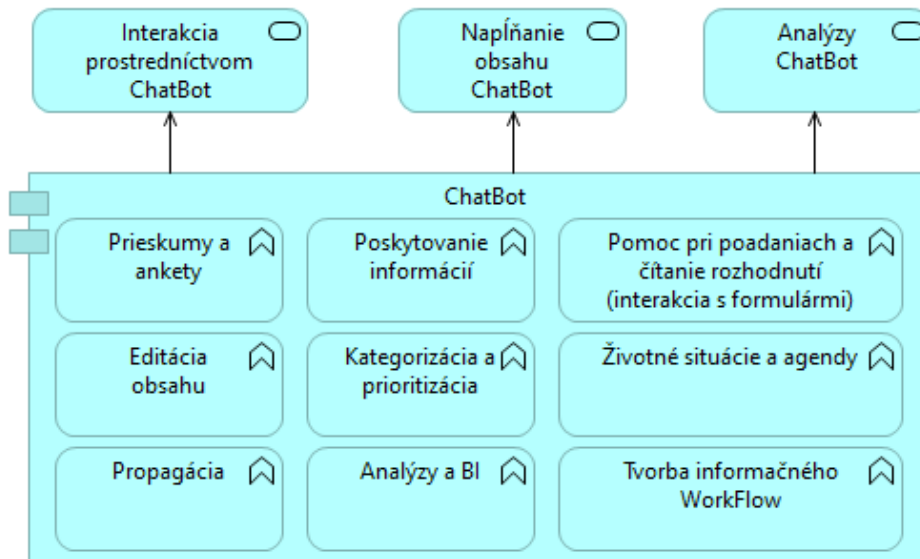 Interakcia
prostredníctvom
ChatBot
Napĺňanie
obsahu
ChatBot
Analýzy
ChatBot
ChatBot
Prieskumy a
ankety
Poskytovanie
informácií
Pomoc pri poadaniach a
čítanie rozhodnutí
(interakcia s formulármi)
Editácia
obsahu
Kategorizácia a
prioritizácia
Životné situácie a agendy
Propagácia
Analýzy a BI
Tvorba informačného
WorkFlow